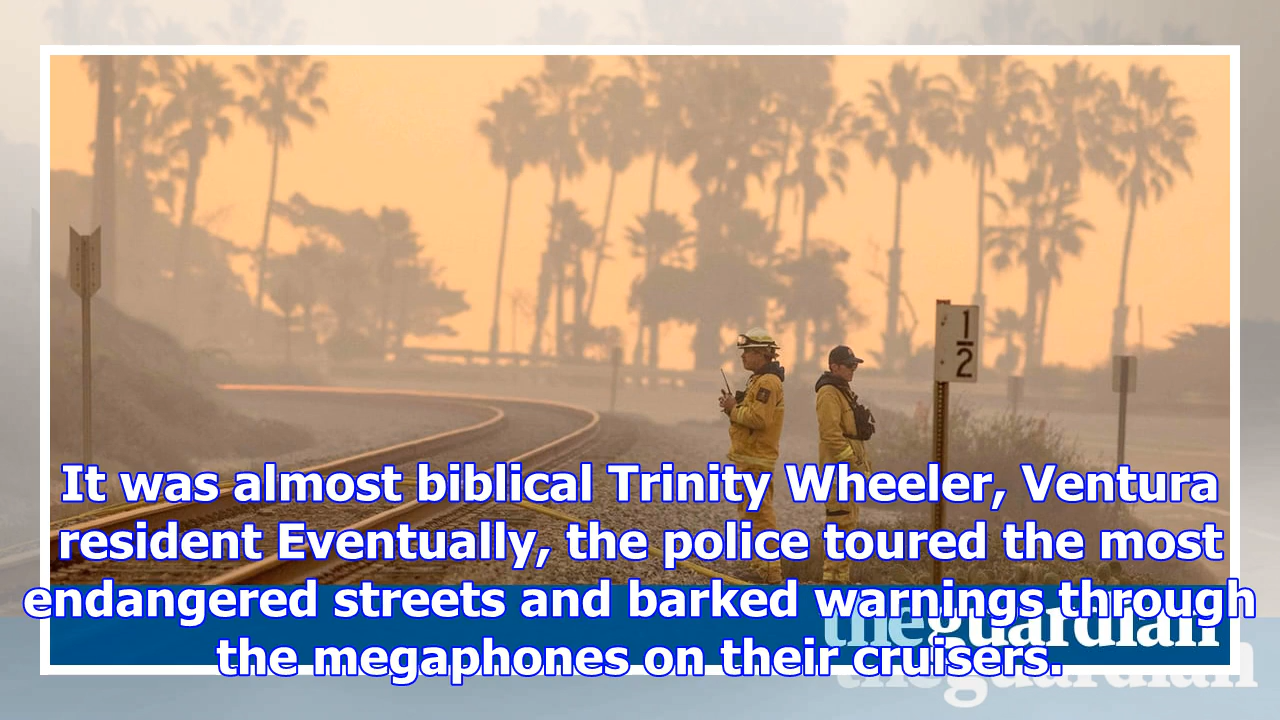 1
2
It was almost biblical Trinity Wheeler, Ventura
resident Eventually, the police toured the most
endangered streets and barked warnings through
the megaphones on their cruisers.
theguardian
theguardian